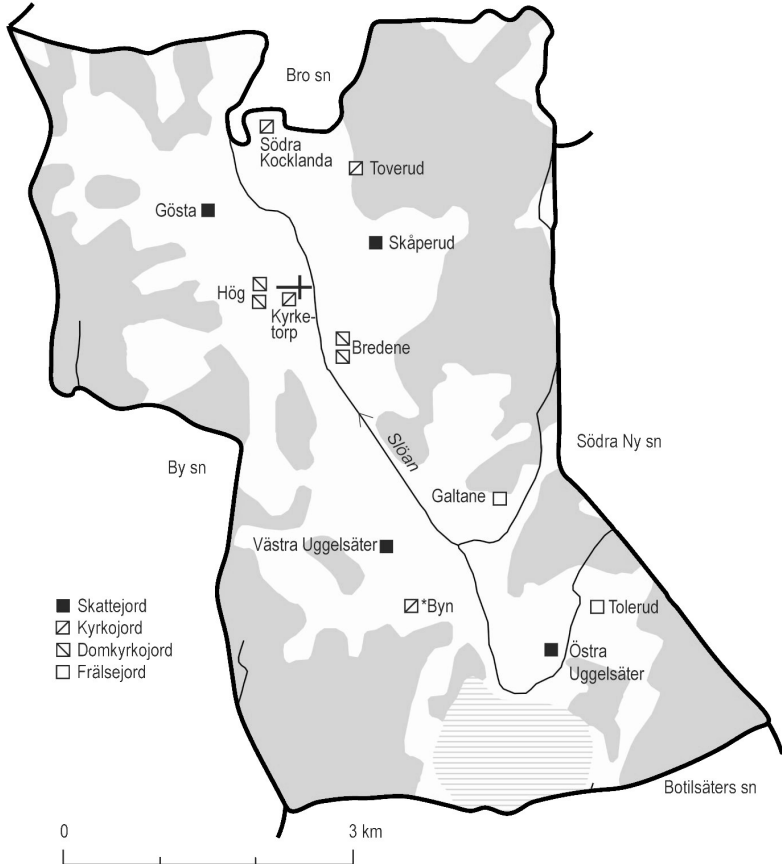 Bro sn
Södra
Kocklanda
Toverud
Gösta
Skåperud
Hög
Kyrke-
torp
Bredene
Slöan
Södra Ny sn
By sn
Galtane
Västra Uggelsäter
*Byn
Tolerud
Östra
Uggelsäter
Skattejord
Kyrkojord
Domkyrkojord
Frälsejord
Botilsäters sn
0 3 km